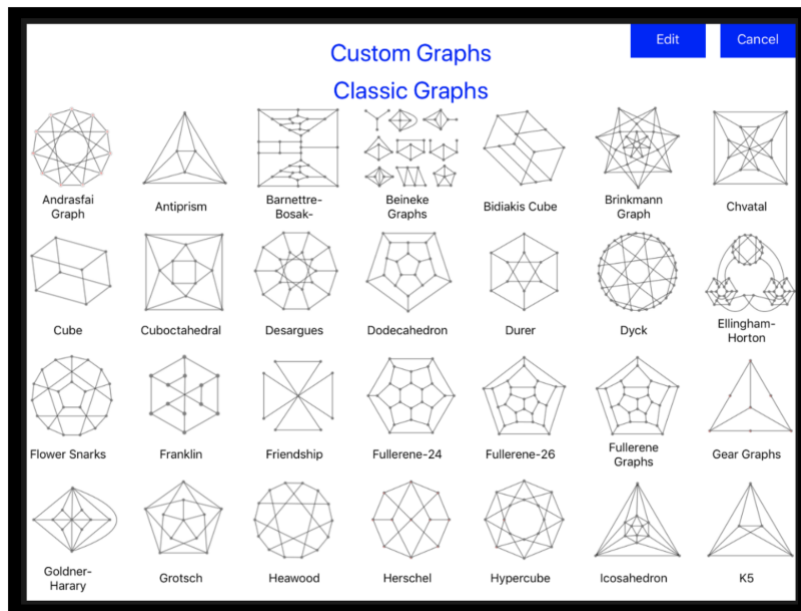 Edit
Cancel
Custom Graphs
Classic Graphs
Andrasfai
Graph
Antiprism
Barnettre-
Bosak-
Beineke
Graphs
Bidiakis Cube
Brinkmann
Graph
Chvatal
Cube
Cuboctahedral
Desargues
Dodecahedron
Durer
Dyck
Ellingham-
Horton
Flower Snarks
Franklin
Friendship
Fullerene-24
Fullerene-26
Fullerene
Graphs
Gear Graphs
Goldner-
Harary
Grotsch
Heawood
Herschel
Hypercube
Icosahedron
K5